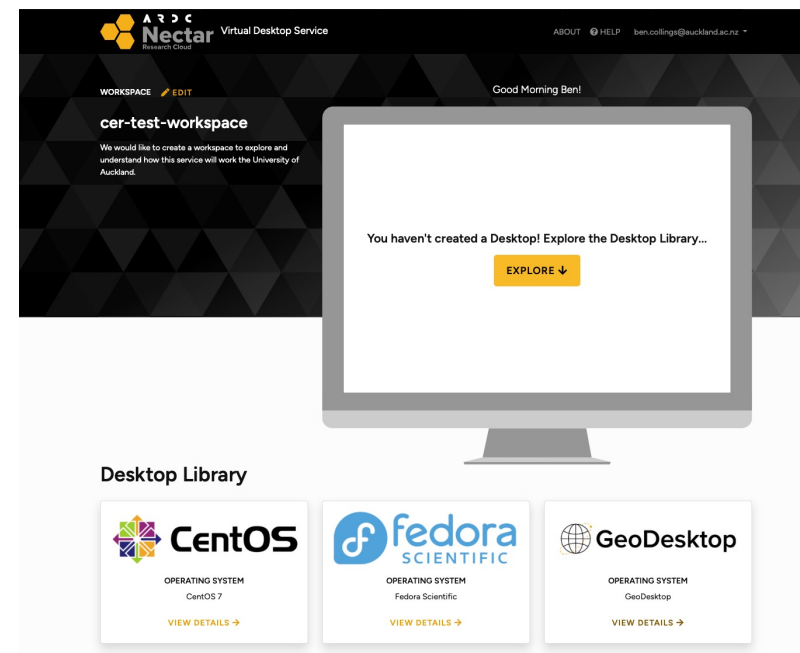 ARDC
Nectar
Research Cloud
Virtual Desktop Service
ABOUT HELP ben.collings@auckland.ac.nz
WORKSPACE EDIT
Good Morning Ben!
cer-test-workspace
We would like to create a workspace to explore and
understand how this service will work the University of
Auckland.
You haven't created a Desktop! Explore the Desktop Library...
EXPLORE
Desktop Library
CentOS
OPERATING SYSTEM
CentOS 7
VIEW DETAILS
fedora
SCIENTIFIC
OPERATING SYSTEM
Fedora Scientific
VIEW DETAILS
GeoDesktop
OPERATING SYSTEM
GeoDesktop
VIEW DETAILS